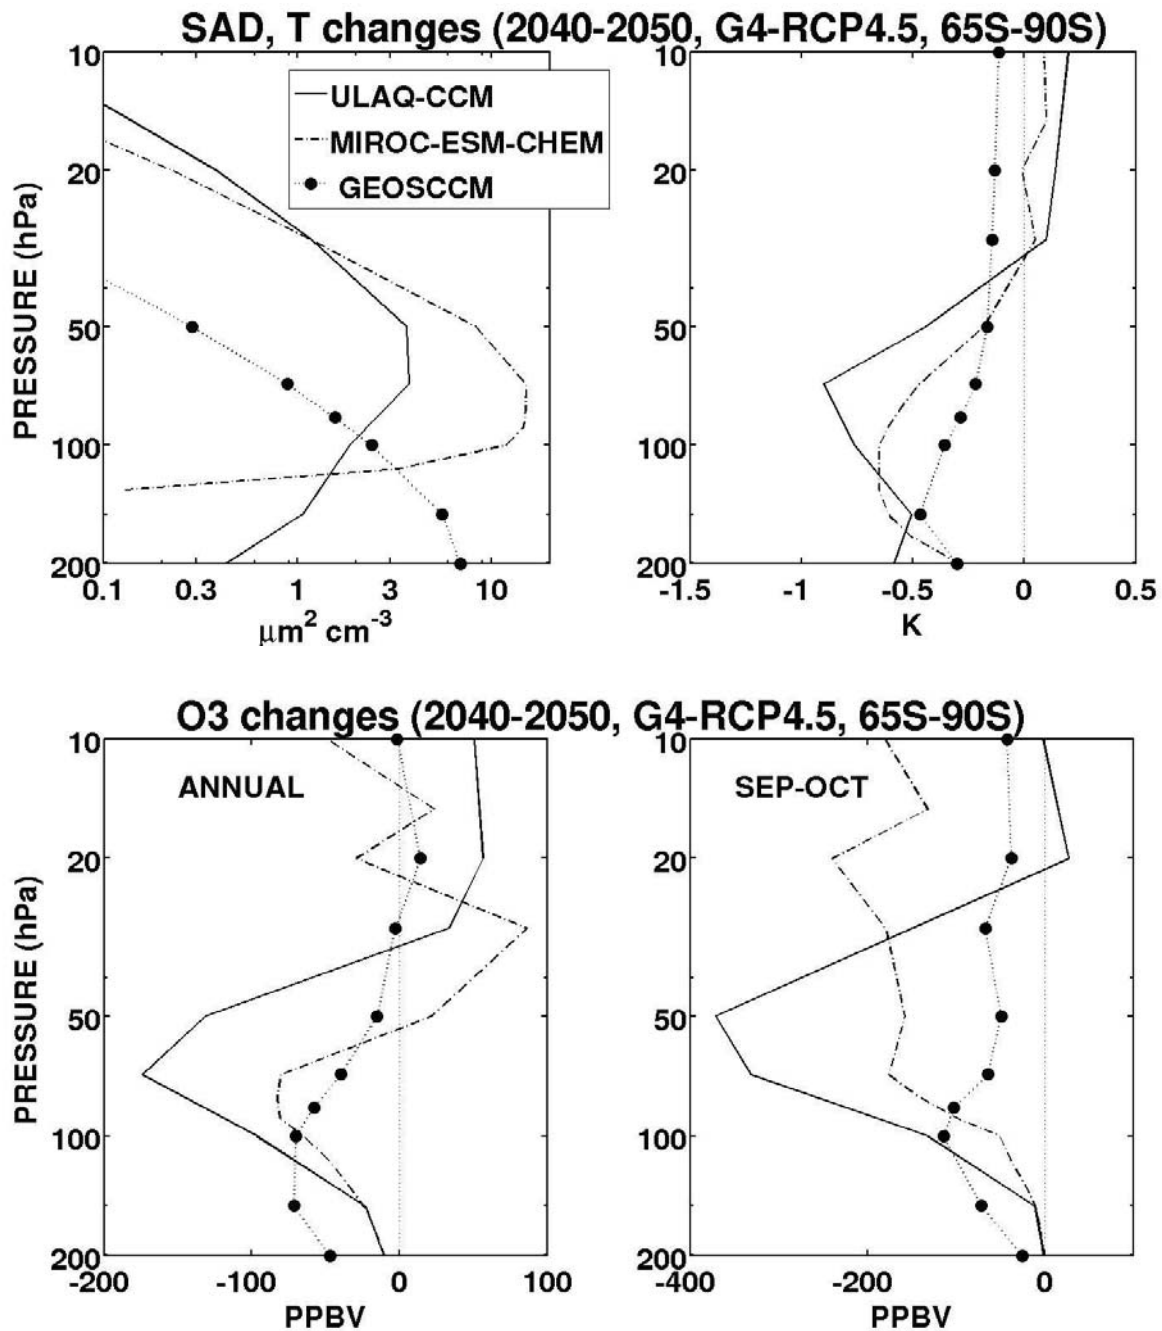 SAD, T changes (2040-2050, G4-RCP4.5, 65S-90S)
10
20
50
100
200
PRESSURE (hPa)
ULAQ-CCM
MIROC-ESM-CHEM
GEOSCCM
0.1 0.3 1 3 10
μm² cm⁻³
10
20
50
100
200
-1.5 -1 -0.5 0 0.5
K
O3 changes (2040-2050, G4-RCP4.5, 65S-90S)
10
20
50
100
200
PRESSURE (hPa)
ANNUAL
-200 -100 0 100
PPBV
10
20
50
100
200
SEP-OCT
-400 -200 0
PPBV